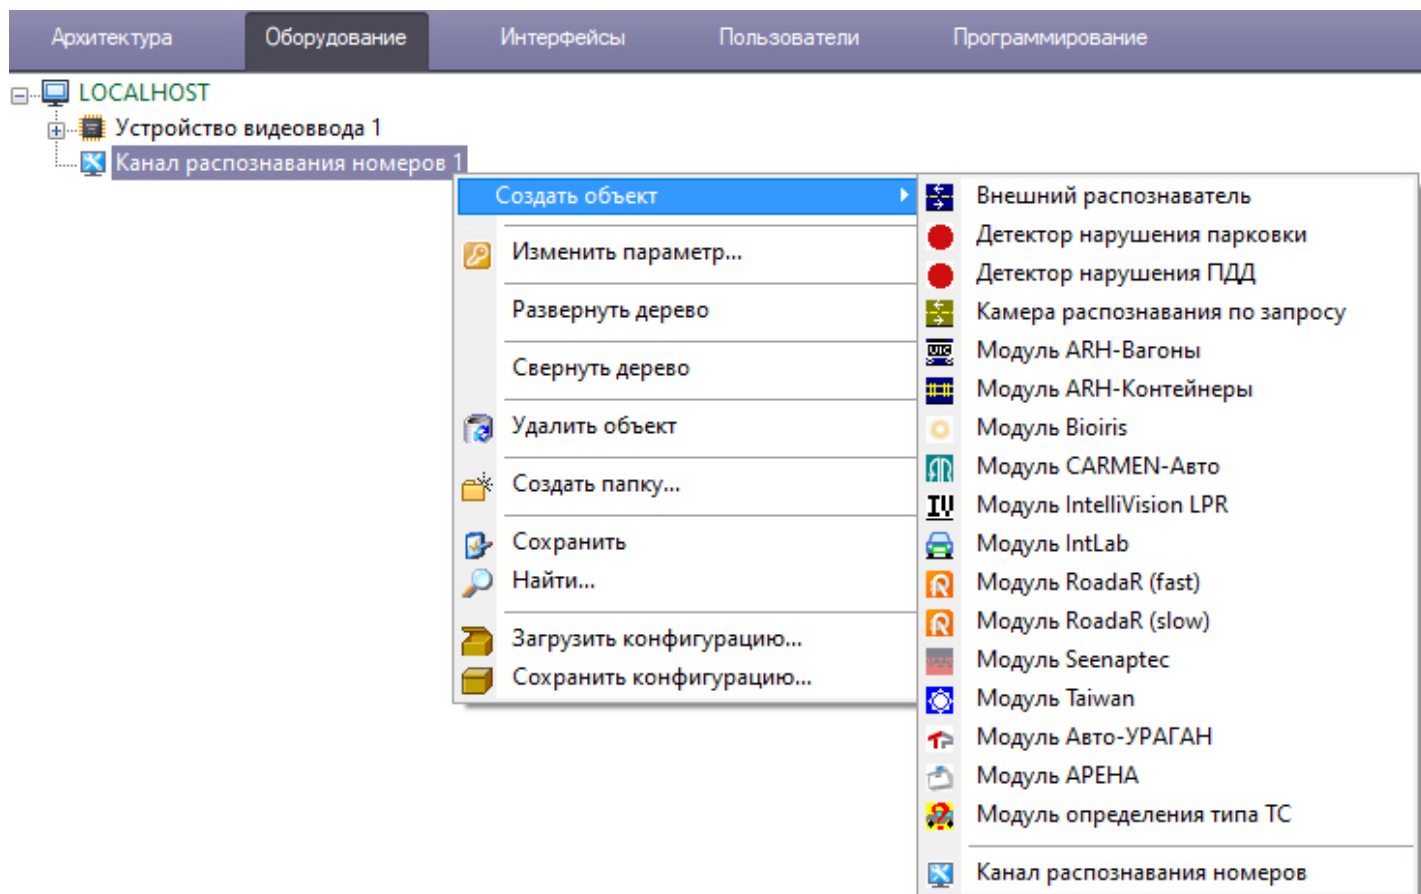 Архитектура Оборудование Интерфейсы Пользователи Программирование
LOCALHOST
Устройство видеоввода 1
Канал распознавания номеров 1
Создать объект
Изменить параметр...
Развернуть дерево
Свернуть дерево
Удалить объект
Создать папку...
Сохранить
Найти...
Загрузить конфигурацию...
Сохранить конфигурацию...
Внешний распознаватель
Детектор нарушения парковки
Детектор нарушения ПДД
Камера распознавания по запросу
Модуль ARH-Вагоны
Модуль ARH-Контейнеры
Модуль Bioiris
Модуль CARMEN-Авто
Модуль IntelliVision LPR
Модуль IntLab
Модуль RoadaR (fast)
Модуль RoadaR (slow)
Модуль Seenaptec
Модуль Taiwan
Модуль Авто-УРАГАН
Модуль АРЕНА
Модуль определения типа ТС
Канал распознавания номеров